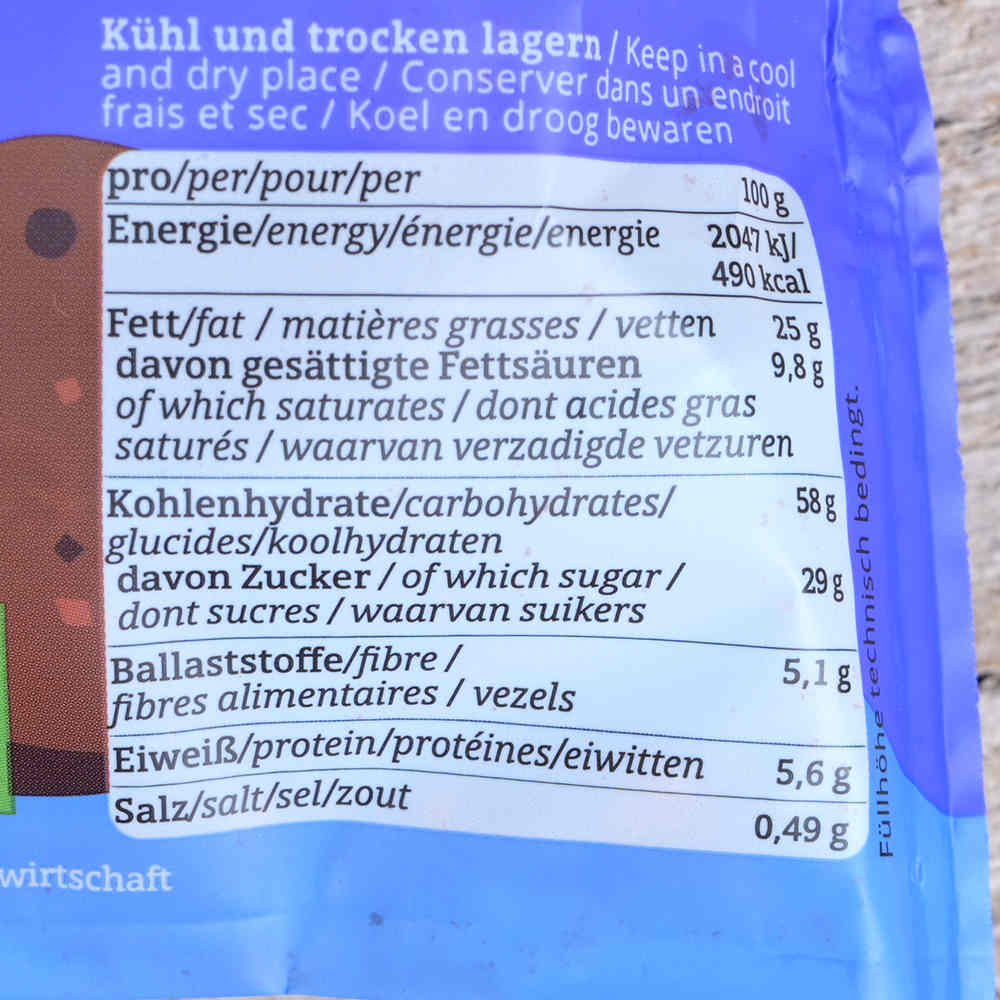 Kühl und trocken lagern / Keep in a cool
and dry place / Conserver dans un endroit
frais et sec / Koel en droog bewaren
pro/per/pour/per 100 g
Energie/energy/énergie/energie 2047 kJ/
490 kcal
Fett/fat / matières grasses / vetten 25 g
davon gesättigte Fettsäuren 9,8 g
of which saturates / dont acides gras
saturés / waarvan verzadigde vetzuren
Kohlenhydrate/carbohydrates/ 58 g
glucides/koolhydraten
davon Zucker / of which sugar / 29 g
dont sucres / waarvan suikers
Ballaststoffe/fibre / 5,1 g
fibres alimentaires / vezels
Eiweiß/protein/protéines/eiwitten 5,6 g
Salz/salt/sel/zout 0,49 g
Füllhöhe technisch bedingt.
wirtschaft